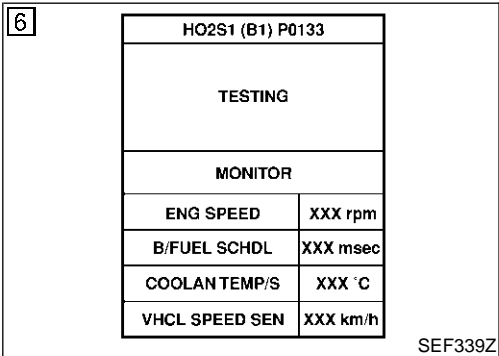 6
HO2S1 (B1) P0133
TESTING
MONITOR
ENG SPEED XXX rpm
B/FUEL SCHDL XXX msec
COOLAN TEMP/S XXX °C
VHCL SPEED SEN XXX km/h
SEF339Z